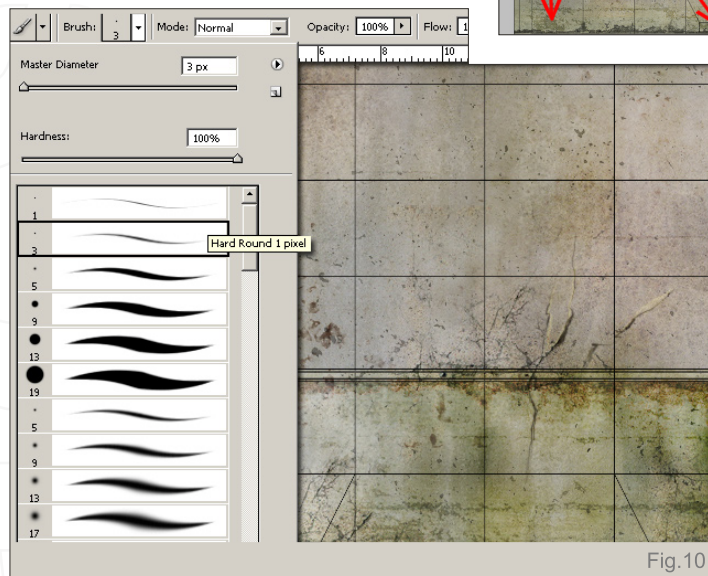 Brush: 3 Mode: Normal Opacity: 100% Flow: 1
6 8 10
Master Diameter 3 px
Hardness: 100%
1
3
Hard Round 1 pixel
5
9
13
19
5
9
13
17
Fig.10